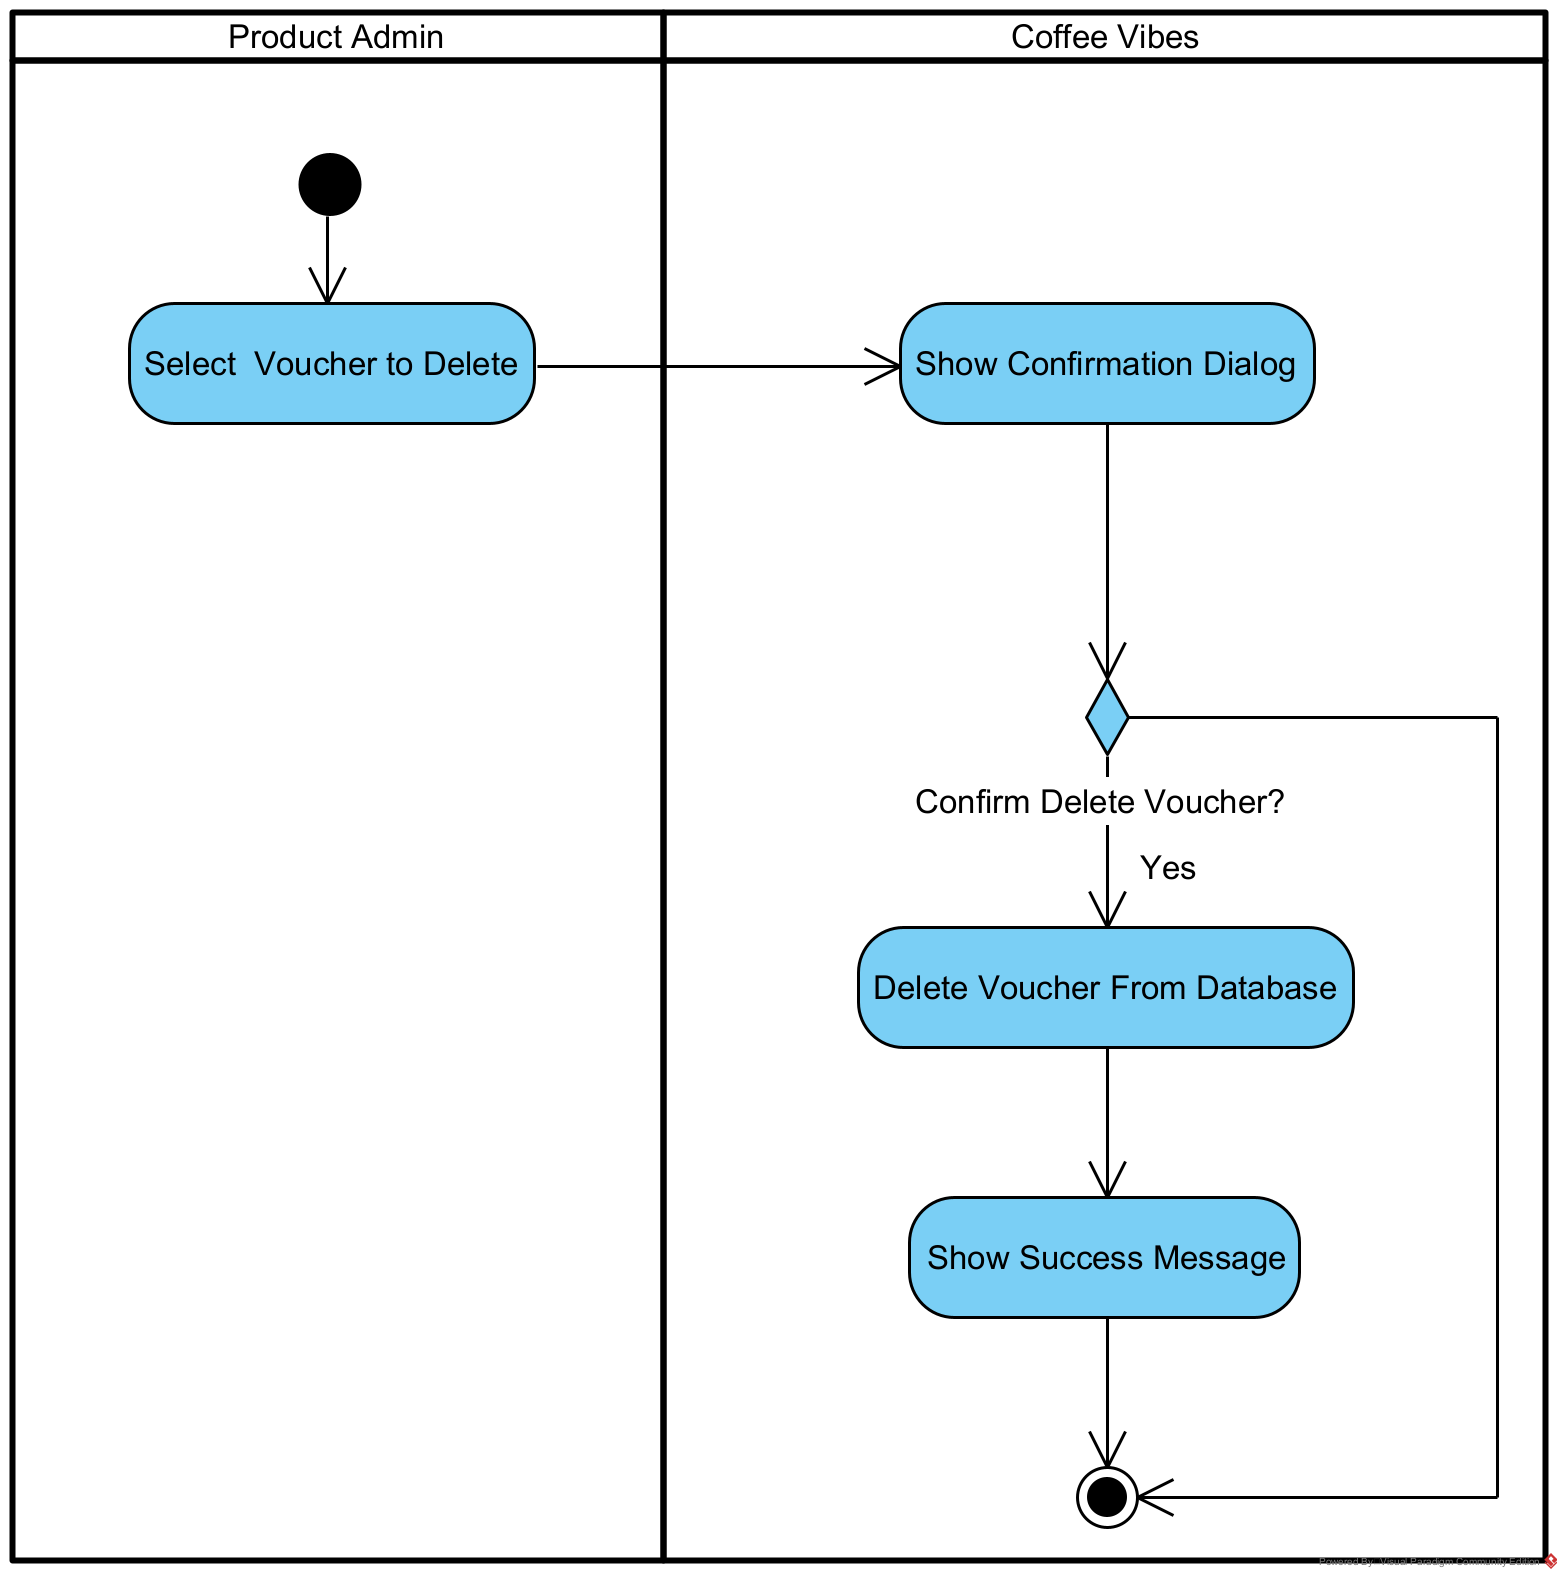 Product Admin
Coffee Vibes
Select  Voucher to Delete
Show Confirmation Dialog
Confirm Delete Voucher?
Yes
Delete Voucher From Database
Show Success Message
Powered By  Visual Paradigm Community Edition